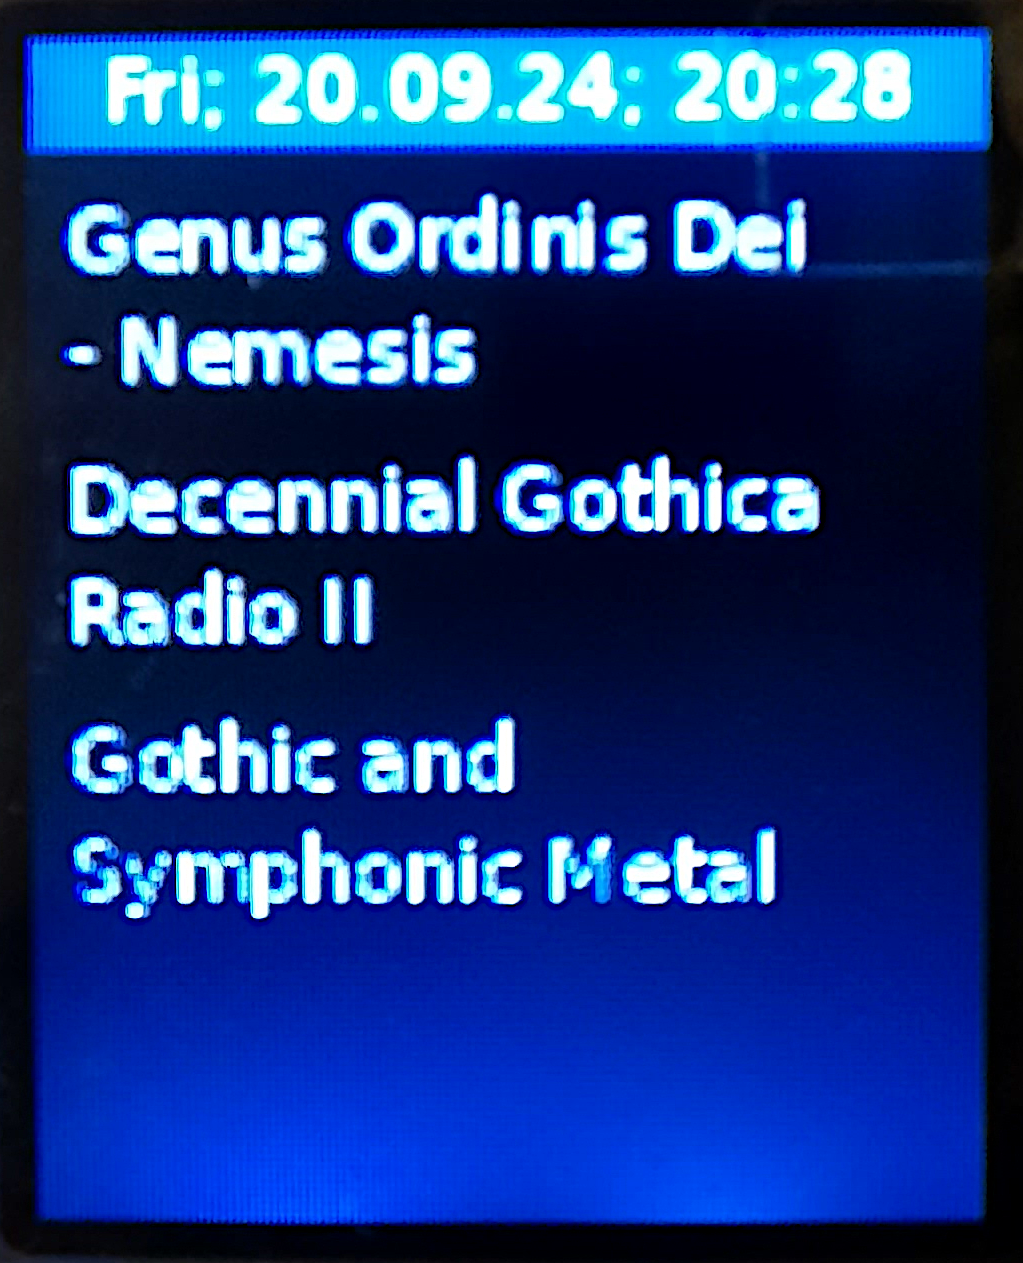 Fri; 20.09.24; 20:28
Genus Ordinis Dei
- Nemesis
Decennial Gothica
Radio II
Gothic and
Symphonic Metal